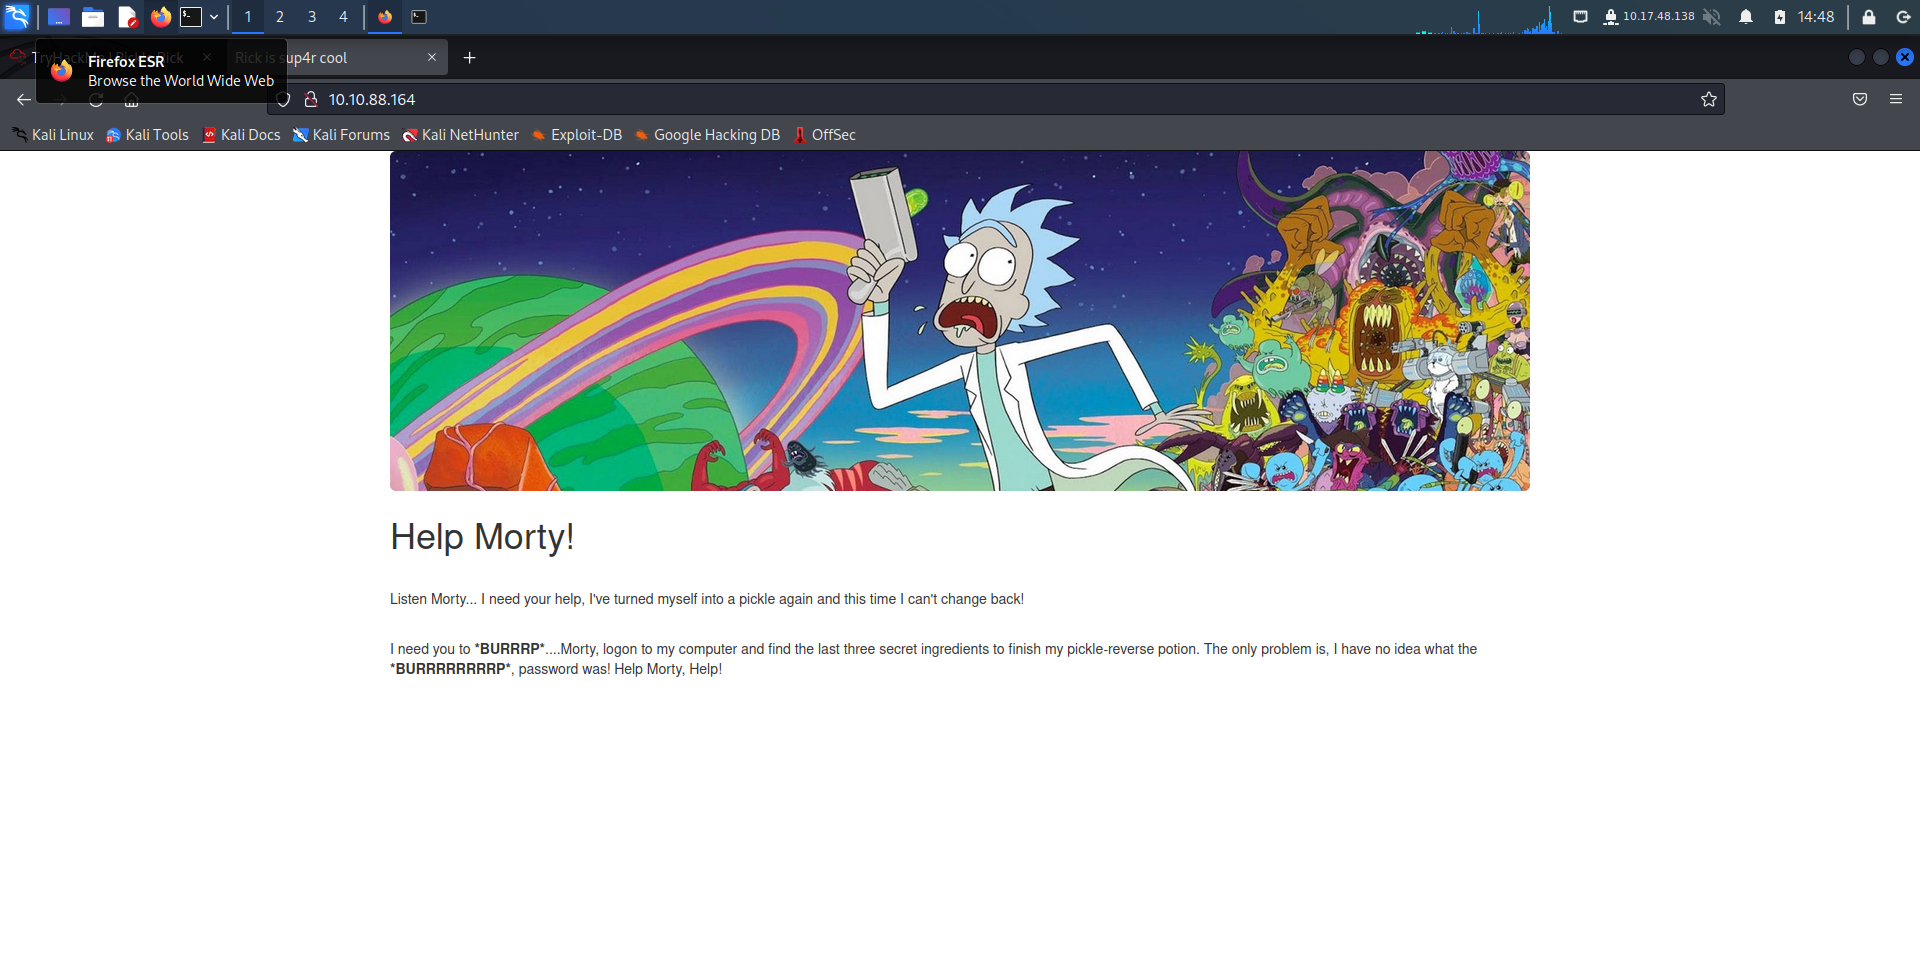 1 2 3 4 10.17.48.138 14:48
Rick is sup4r cool
Firefox ESR
Browse the World Wide Web
10.10.88.164
Kali Linux Kali Tools Kali Docs Kali Forums Kali NetHunter Exploit-DB Google Hacking DB OffSec
Help Morty!
Listen Morty... I need your help, I've turned myself into a pickle again and this time I can't change back!
I need you to *BURRRP*....Morty, logon to my computer and find the last three secret ingredients to finish my pickle-reverse potion. The only problem is, I have no idea what the
*BURRRRRRRRP*, password was! Help Morty, Help!